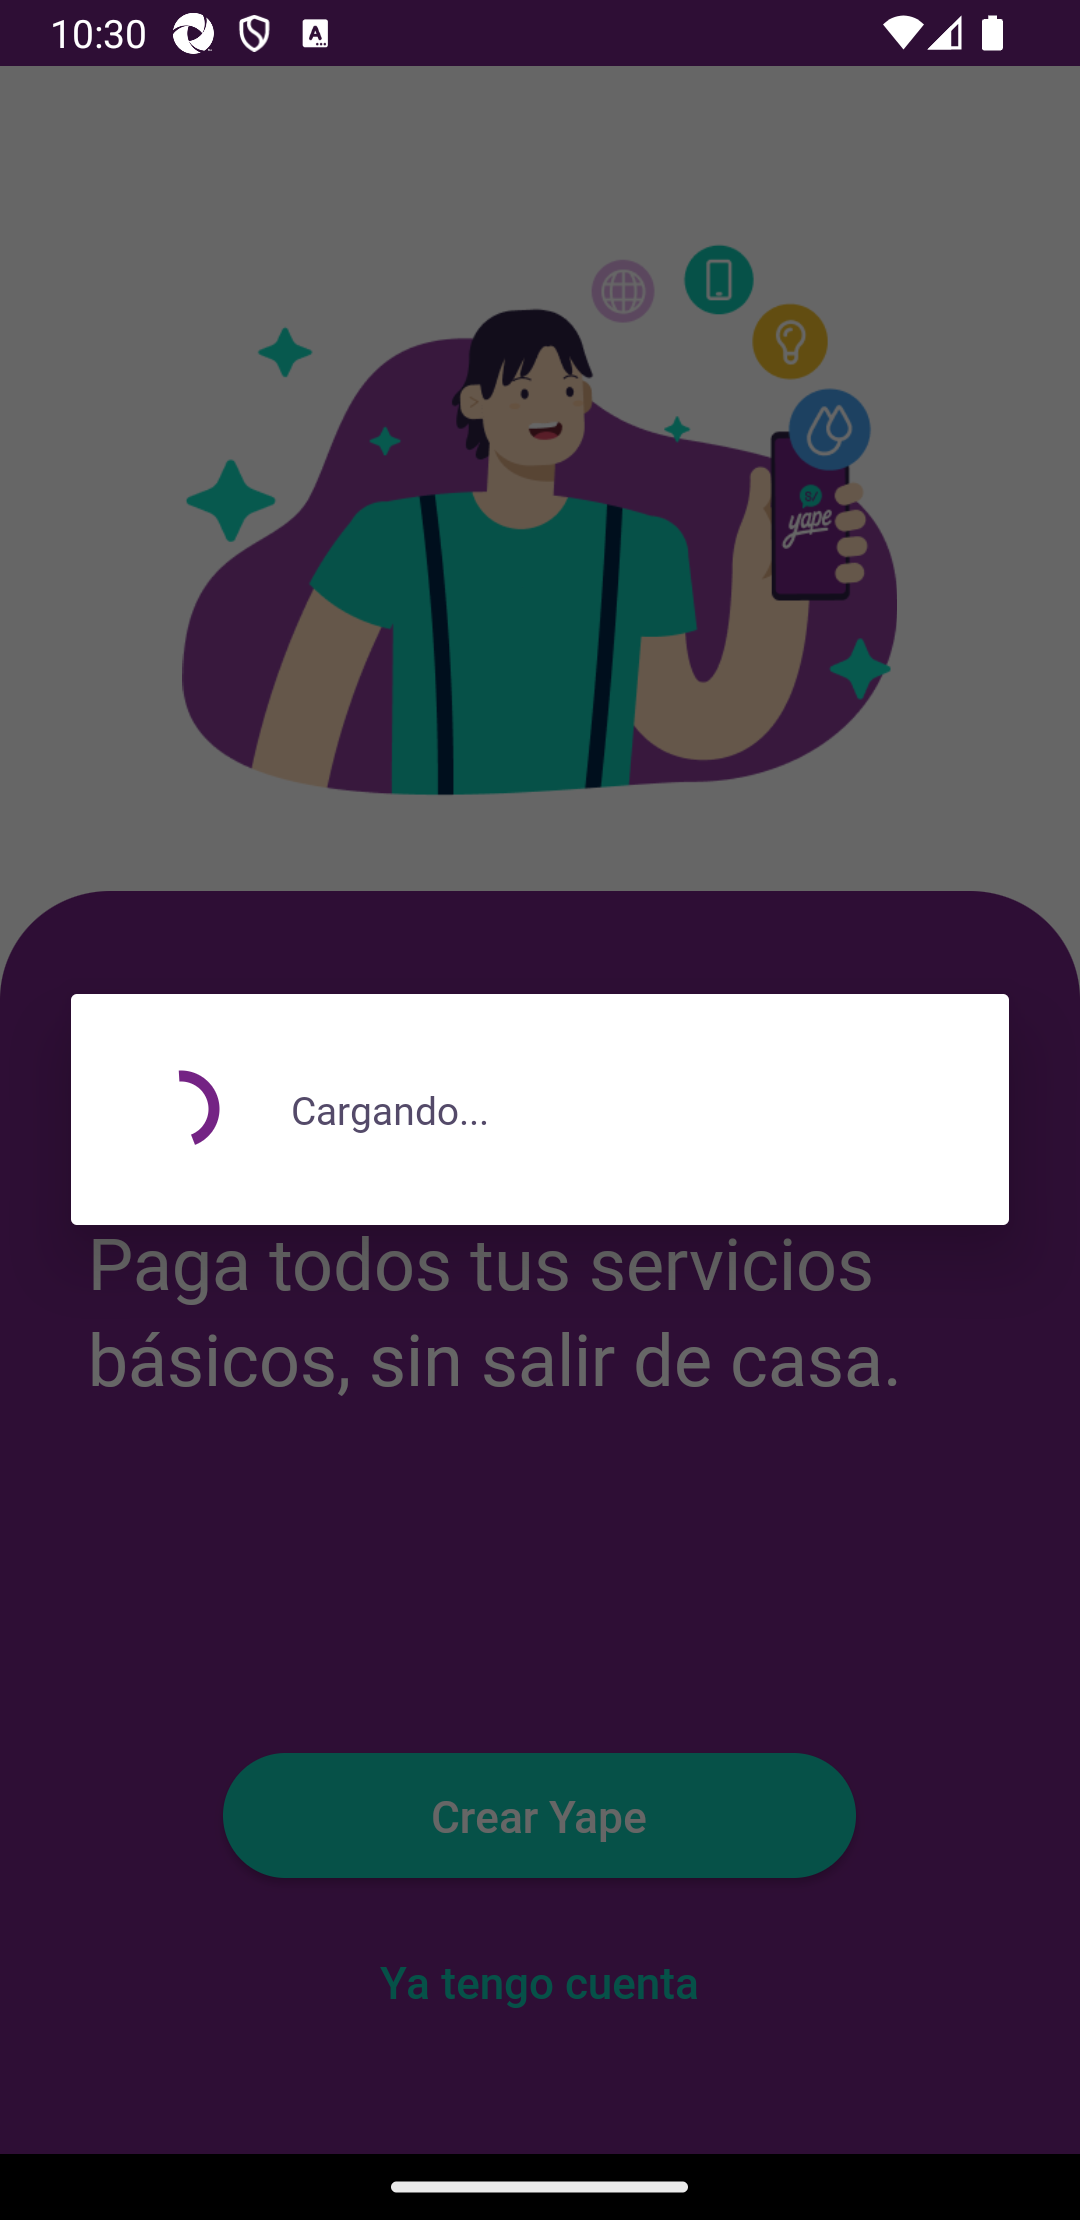 10:30
S/
yape
Cargando...
Paga todos tus servicios
básicos, sin salir de casa.
Crear Yape
Ya tengo cuenta